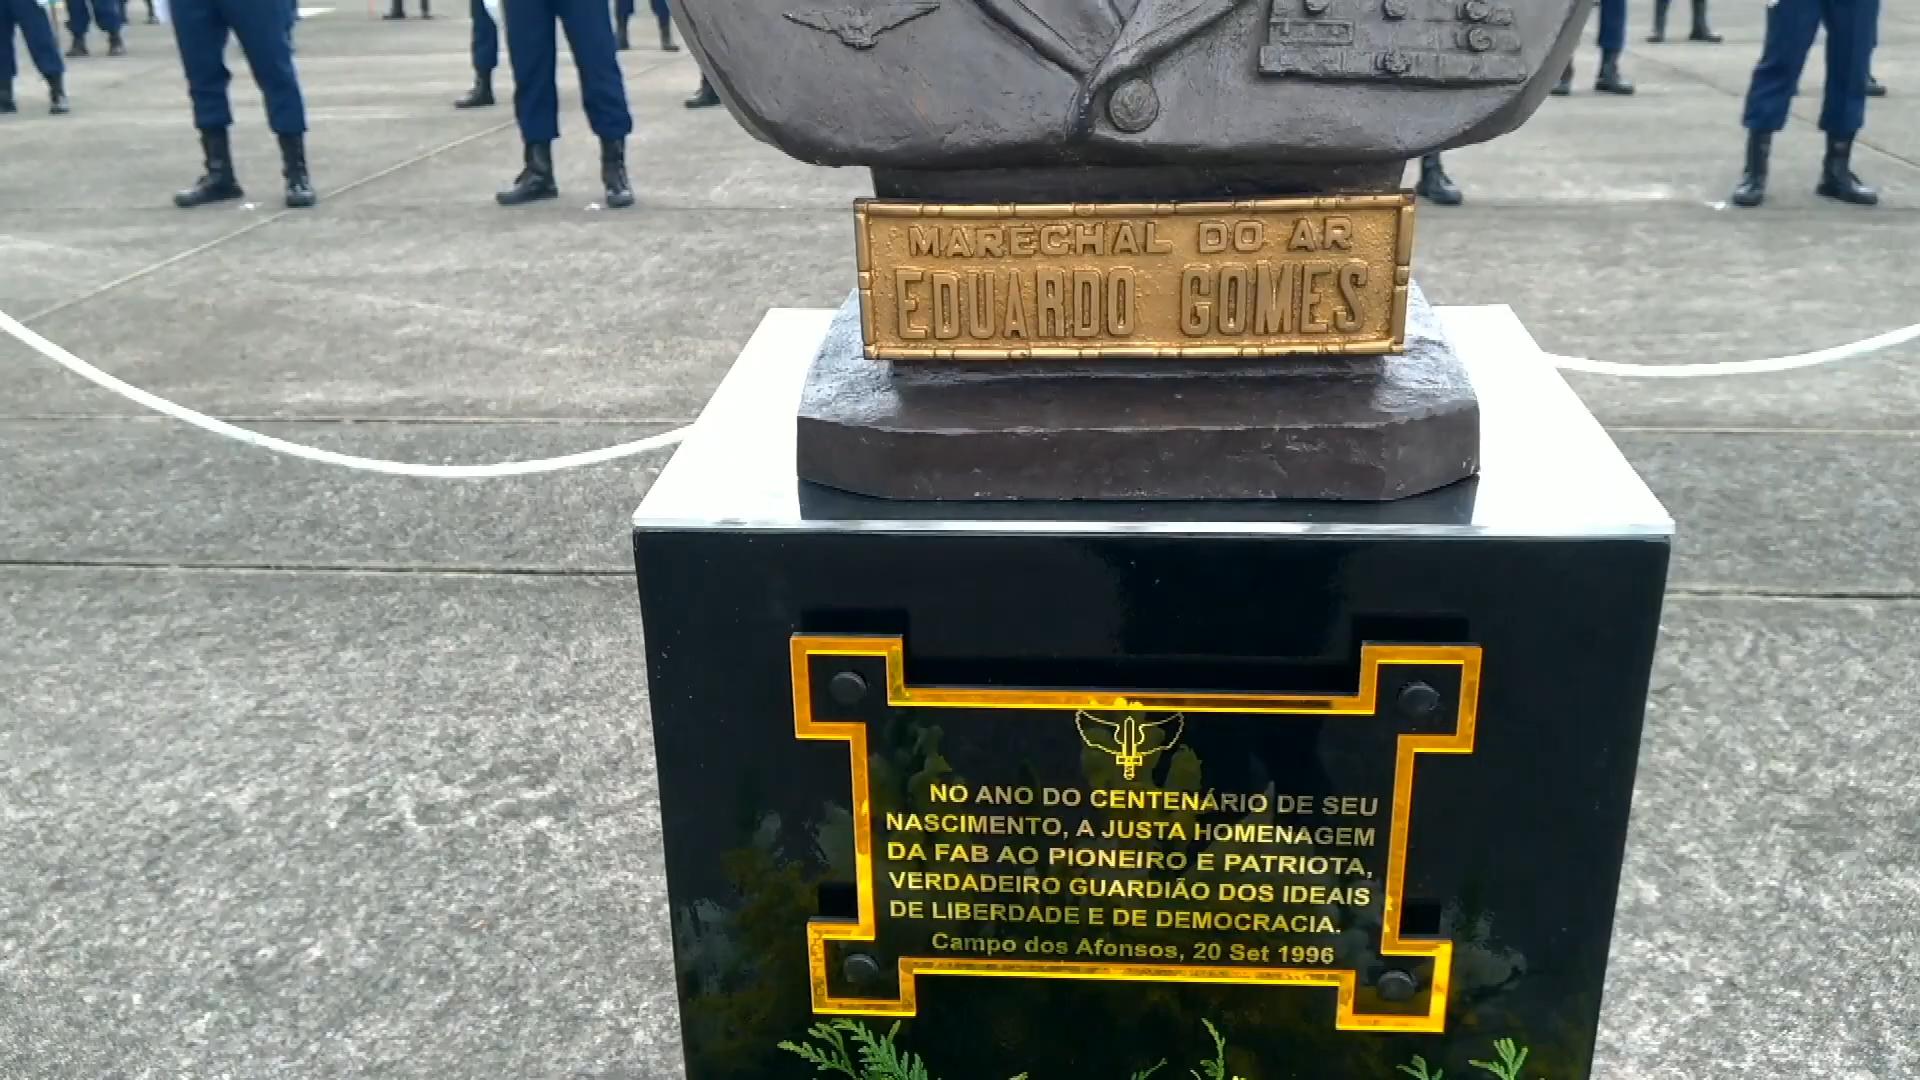 MARECHAL DO AR
EDUARDO GOMES
NO ANO DO CENTENÁRIO DE SEU
NASCIMENTO, A JUSTA HOMENAGEM
DA FAB AO PIONEIRO E PATRIOTA,
VERDADEIRO GUARDIÃO DOS IDEAIS
DE LIBERDADE E DE DEMOCRACIA.
Campo dos Afonsos, 20 Set 1996